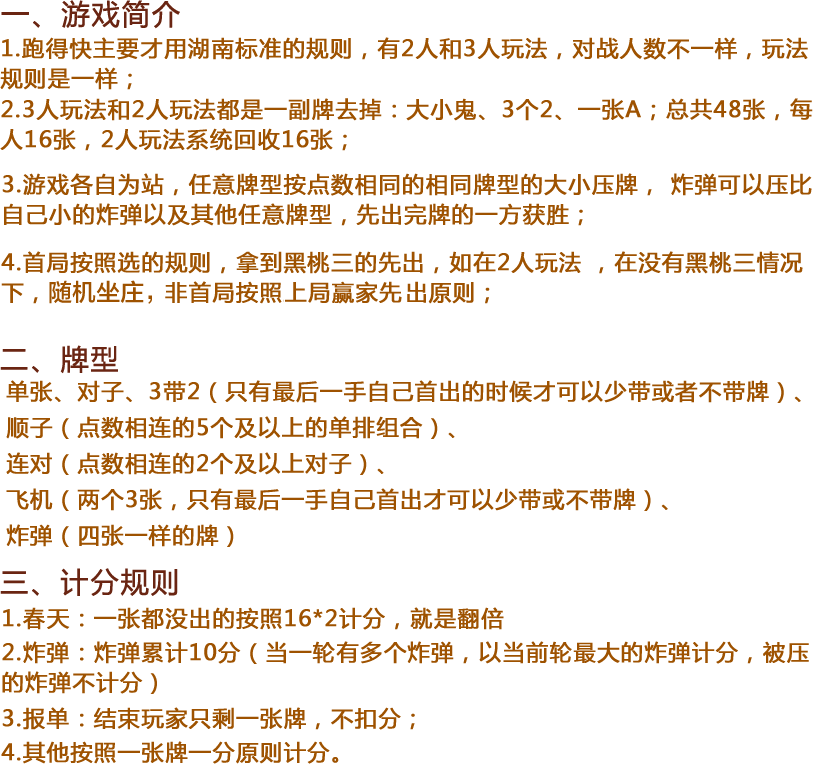 一、游戏简介
1.跑得快主要才用湖南标准的规则，有2人和3人玩法，对战人数不一样，玩法
规则是一样；
2.3人玩法和2人玩法都是一副牌去掉：大小鬼、3个2、一张A；总共48张，每
人16张，2人玩法系统回收16张；
3.游戏各自为站，任意牌型按点数相同的相同牌型的大小压牌， 炸弹可以压比
自己小的炸弹以及其他任意牌型，先出完牌的一方获胜；
4.首局按照选的规则，拿到黑桃三的先出，如在2人玩法 ，在没有黑桃三情况
下，随机坐庄，非首局按照上局赢家先出原则；
二、牌型
单张、对子、3带2（只有最后一手自己首出的时候才可以少带或者不带牌）、
顺子（点数相连的5个及以上的单排组合）、
连对（点数相连的2个及以上对子）、
飞机（两个3张，只有最后一手自己首出才可以少带或不带牌）、
炸弹（四张一样的牌）
三、计分规则
1.春天：一张都没出的按照16*2计分，就是翻倍
2.炸弹：炸弹累计10分（当一轮有多个炸弹，以当前轮最大的炸弹计分，被压
的炸弹不计分）
3.报单：结束玩家只剩一张牌，不扣分；
4.其他按照一张牌一分原则计分。